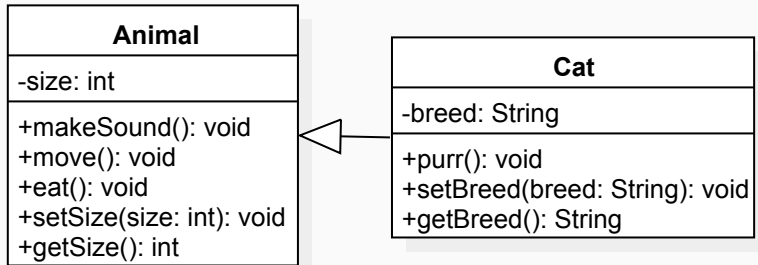 Animal
-size: int
+makeSound(): void
+move(): void
+eat(): void
+setSize(size: int): void
+getSize(): int
Cat
-breed: String
+purr(): void
+setBreed(breed: String): void
+getBreed(): String